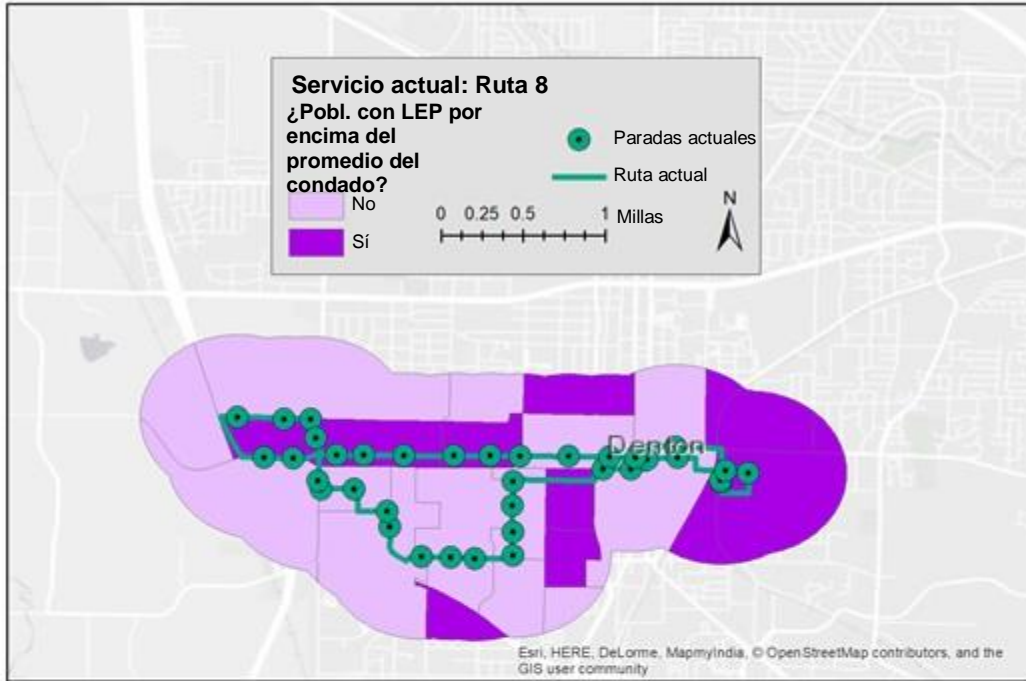 Servicio actual: Ruta 8
¿Pobl. con LEP por
encima del
promedio del
condado?
No
Sí
Paradas actuales
Ruta actual
0 0.25 0.5 1 Millas
N
Denton
Esri, HERE, DeLorme, MapmyIndia, © OpenStreetMap contributors, and the
GIS user community